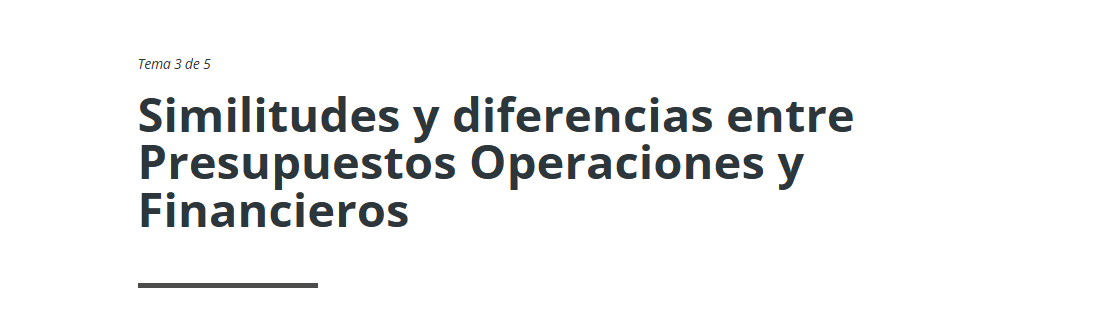 Tema 3 de 5
Similitudes y diferencias entre
Presupuestos Operaciones y
Financieros